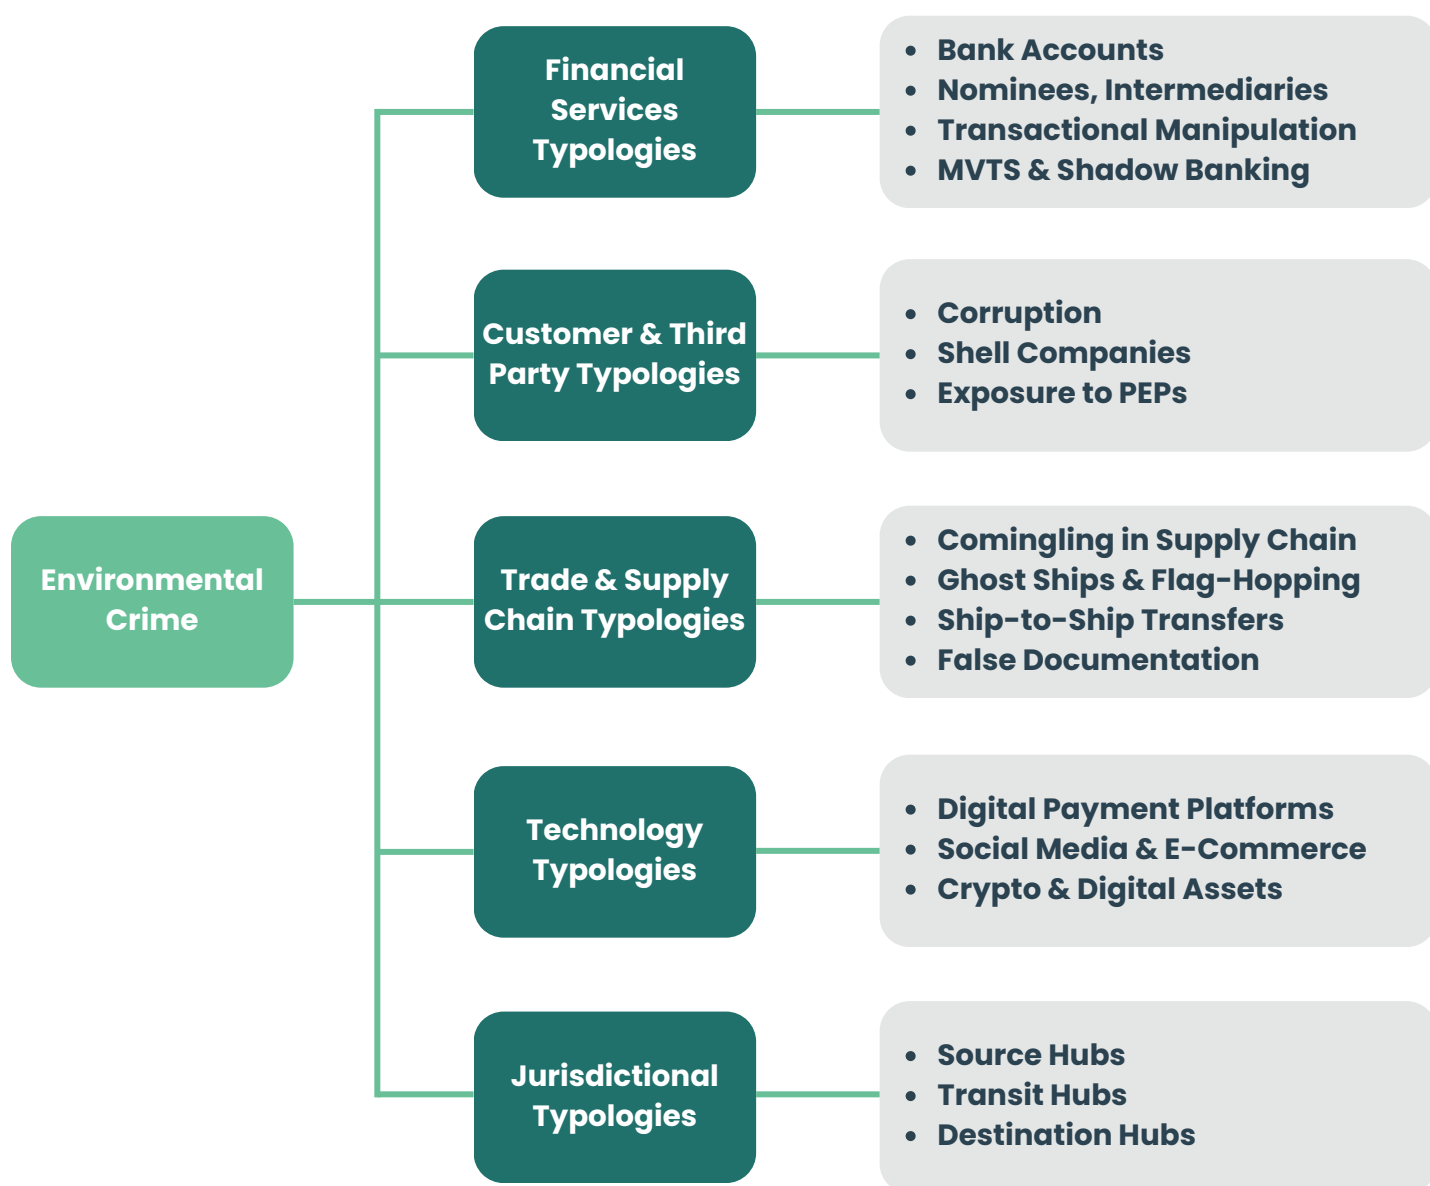 Financial
Services
Typologies
• Bank Accounts
• Nominees, Intermediaries
• Transactional Manipulation
• MVTS & Shadow Banking
Customer & Third
Party Typologies
• Corruption
• Shell Companies
• Exposure to PEPs
Environmental
Crime
Trade & Supply
Chain Typologies
• Comingling in Supply Chain
• Ghost Ships & Flag-Hopping
• Ship-to-Ship Transfers
• False Documentation
Technology
Typologies
• Digital Payment Platforms
• Social Media & E-Commerce
• Crypto & Digital Assets
Jurisdictional
Typologies
• Source Hubs
• Transit Hubs
• Destination Hubs